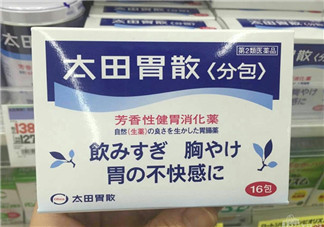 第2類医薬品
太田胃散〈分包〉
芳香性健胃消化薬
自然(生薬)の良さを生かした胃腸薬
飲みすぎ 胸やけ
胃の不快感に
16包
太田胃散